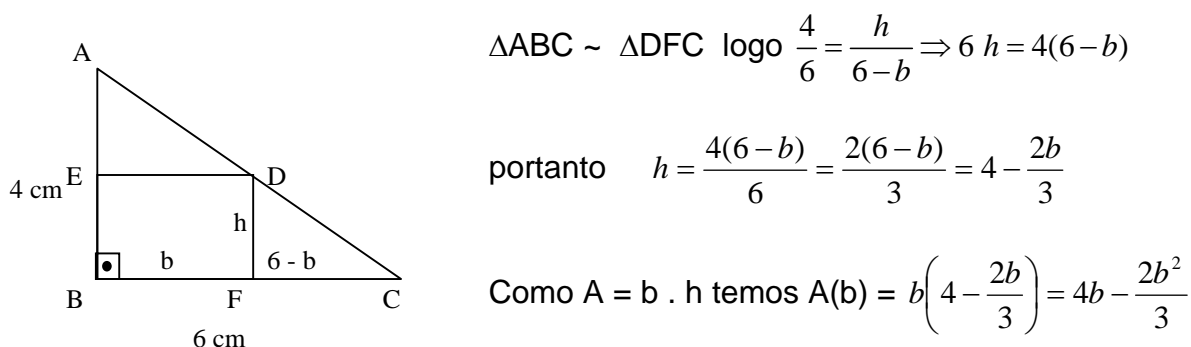 A
E
D
4 cm
h
b
6 - b
B
F
C
6 cm
ΔABC ~ ΔDFC logo 4/6 = h/(6−b) ⇒ 6 h = 4(6−b)
portanto h = 4(6−b)/6 = 2(6−b)/3 = 4 − 2b/3
Como A = b . h temos A(b) = b(4 − 2b/3) = 4b − 2b²/3